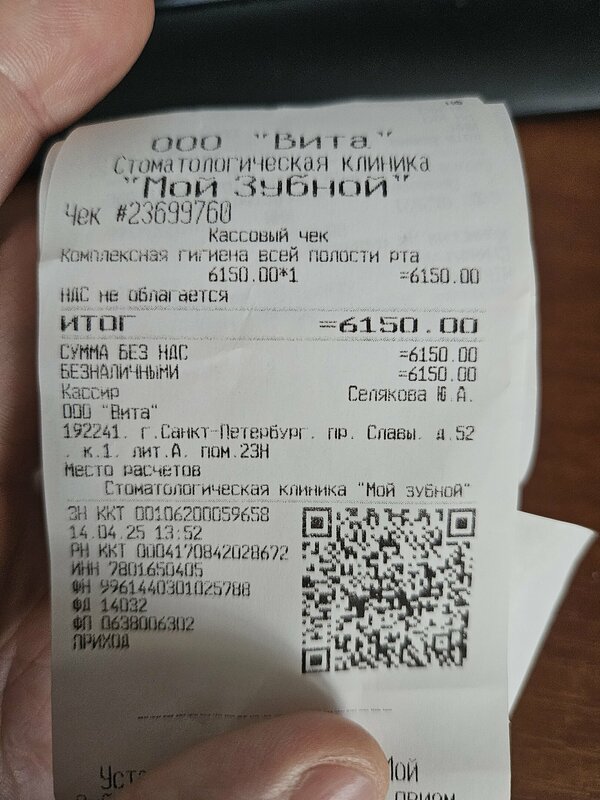 ООО "Вита"
Стоматологическая клиника
"Мой Зубной"
Чек #23699760
Кассовый чек
Комплексная гигиена всей полости рта
6150.00*1 =6150.00
НДС не облагается
ИТОГ =6150.00
СУММА БЕЗ НДС =6150.00
БЕЗНАЛИЧНЫМИ =6150.00
Кассир Селякова Ю.А.
ООО "Вита"
192241. г.Санкт-Петербург. пр. Славы. д.52
. к.1. лит.А. пом.23Н
Место расчетов
Стоматологическая клиника "Мой зубной"
ЗН ККТ 00106200059658
14.04.25 13:52
РН ККТ 0004170842028672
ИНН 7801650405
ФН 9961440301025788
ФД 14032
ФП 0638006302
ПРИХОД